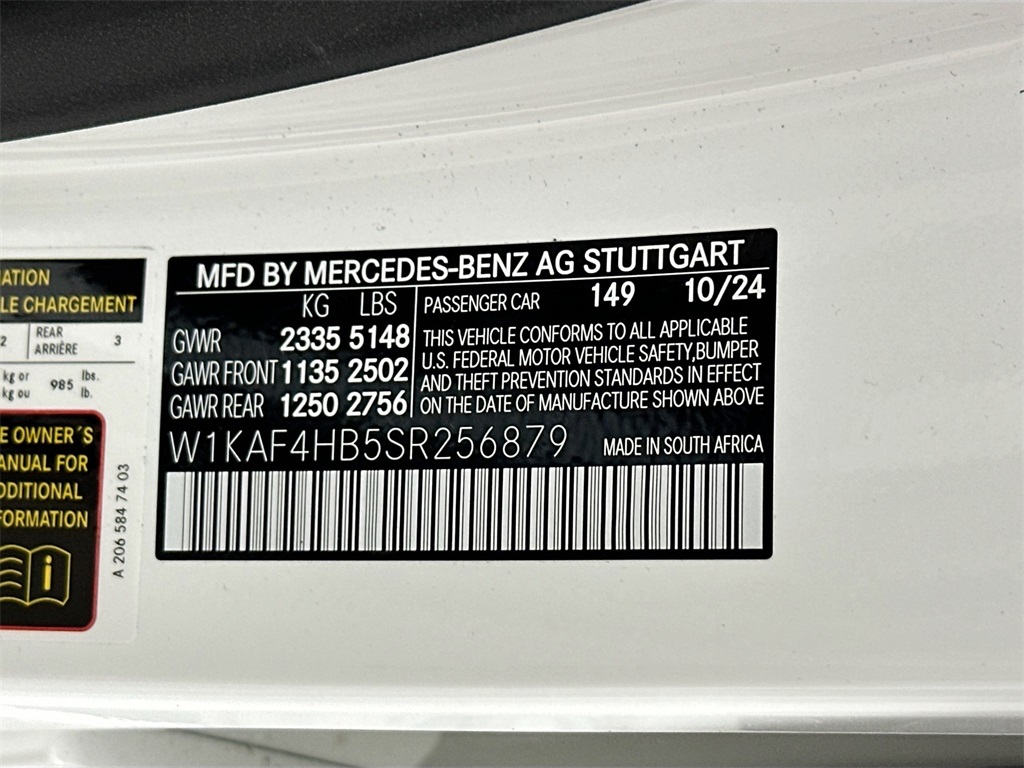 ATION
LE CHARGEMENT
2 REAR ARRIÈRE 3
kg or
kg ou 985 lbs. lb.
E OWNER´S
ANUAL FOR
DDITIONAL
FORMATION
A 206 584 74 03
MFD BY MERCEDES-BENZ AG STUTTGART
KG LBS PASSENGER CAR 149 10/24
GVWR 2335 5148
GAWR FRONT 1135 2502
GAWR REAR 1250 2756
THIS VEHICLE CONFORMS TO ALL APPLICABLE
U.S. FEDERAL MOTOR VEHICLE SAFETY,BUMPER
AND THEFT PREVENTION STANDARDS IN EFFECT
ON THE DATE OF MANUFACTURE SHOWN ABOVE
W1KAF4HB5SR256879 MADE IN SOUTH AFRICA